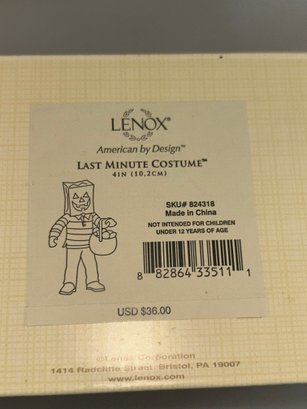 LENOX®
American by Design™
LAST MINUTE COSTUME™
4IN (10,2CM)
SKU# 824318
Made in China
NOT INTENDED FOR CHILDREN
UNDER 12 YEARS OF AGE
8 82864 33511 1
USD $36.00
©Lenox Corporation
1414 Radcliffe Street, Bristol, PA 19007
www.lenox.com